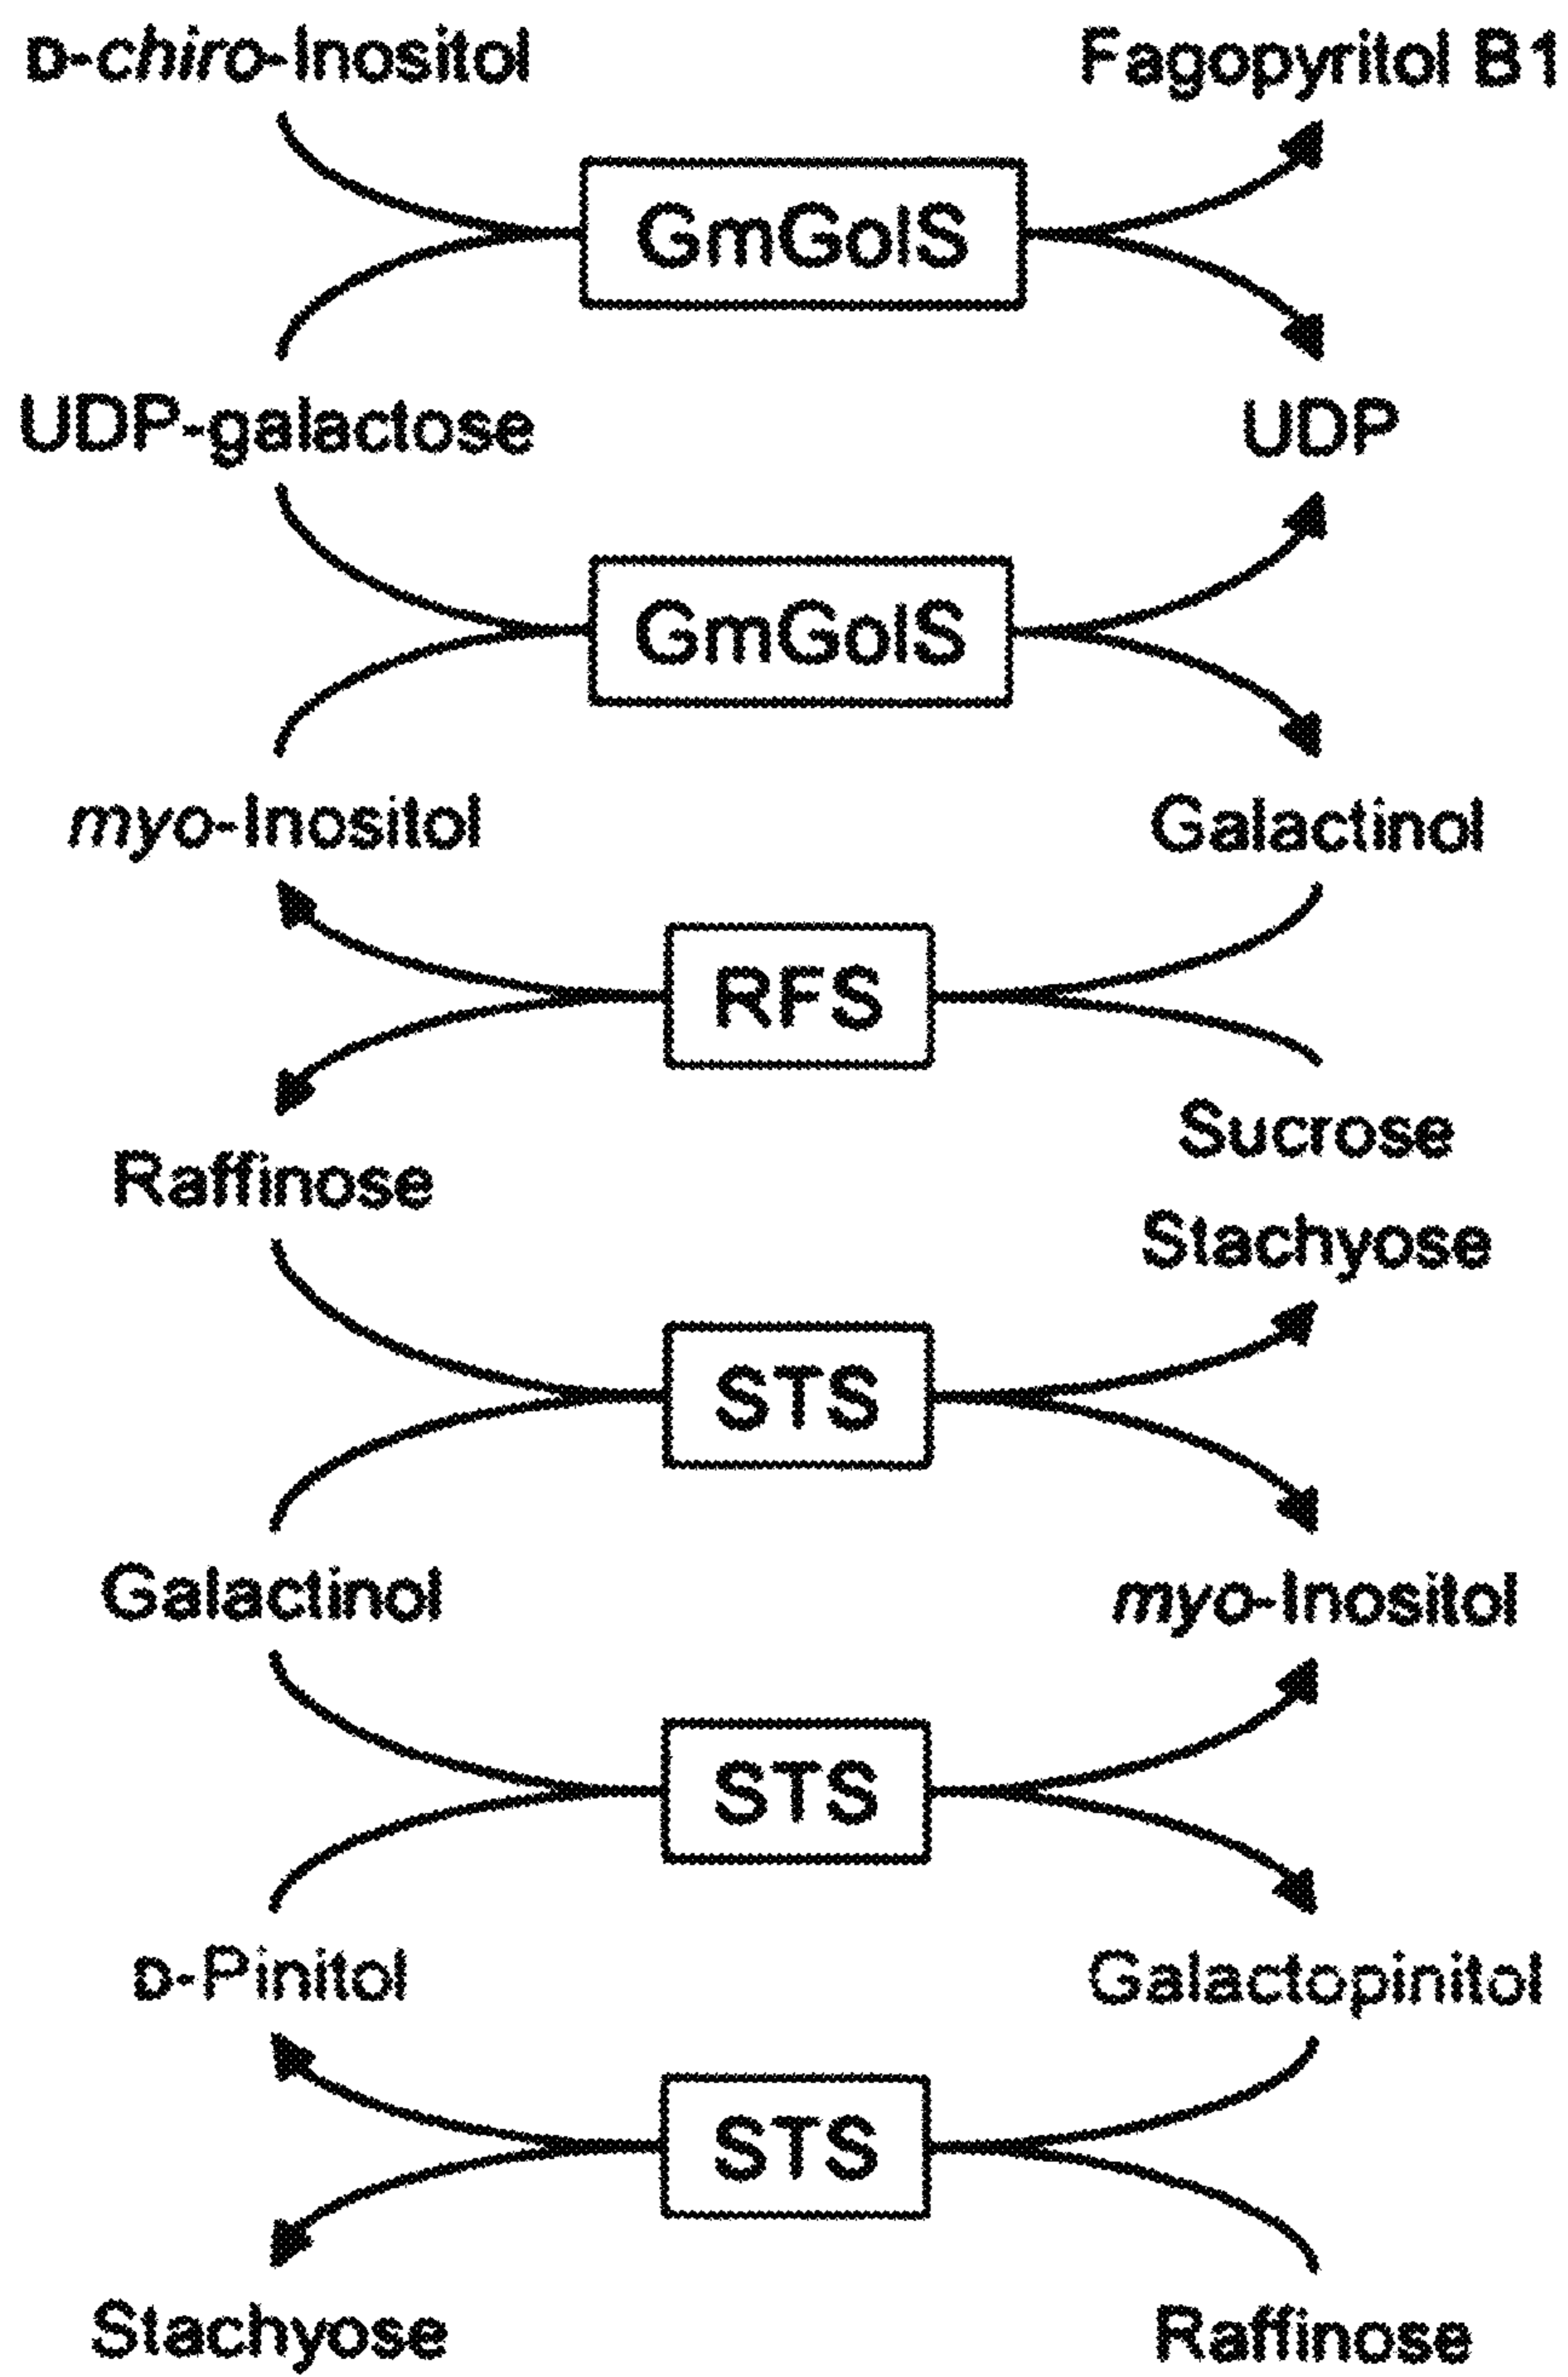 D-chiro-Inositol
Fagopyritol B1
GmGolS
UDP-galactose
UDP
GmGolS
myo-Inositol
Galactinol
RFS
Sucrose
Raffinose
Stachyose
STS
Galactinol
myo-Inositol
STS
D-Pinitol
Galactopinitol
STS
Stachyose
Raffinose